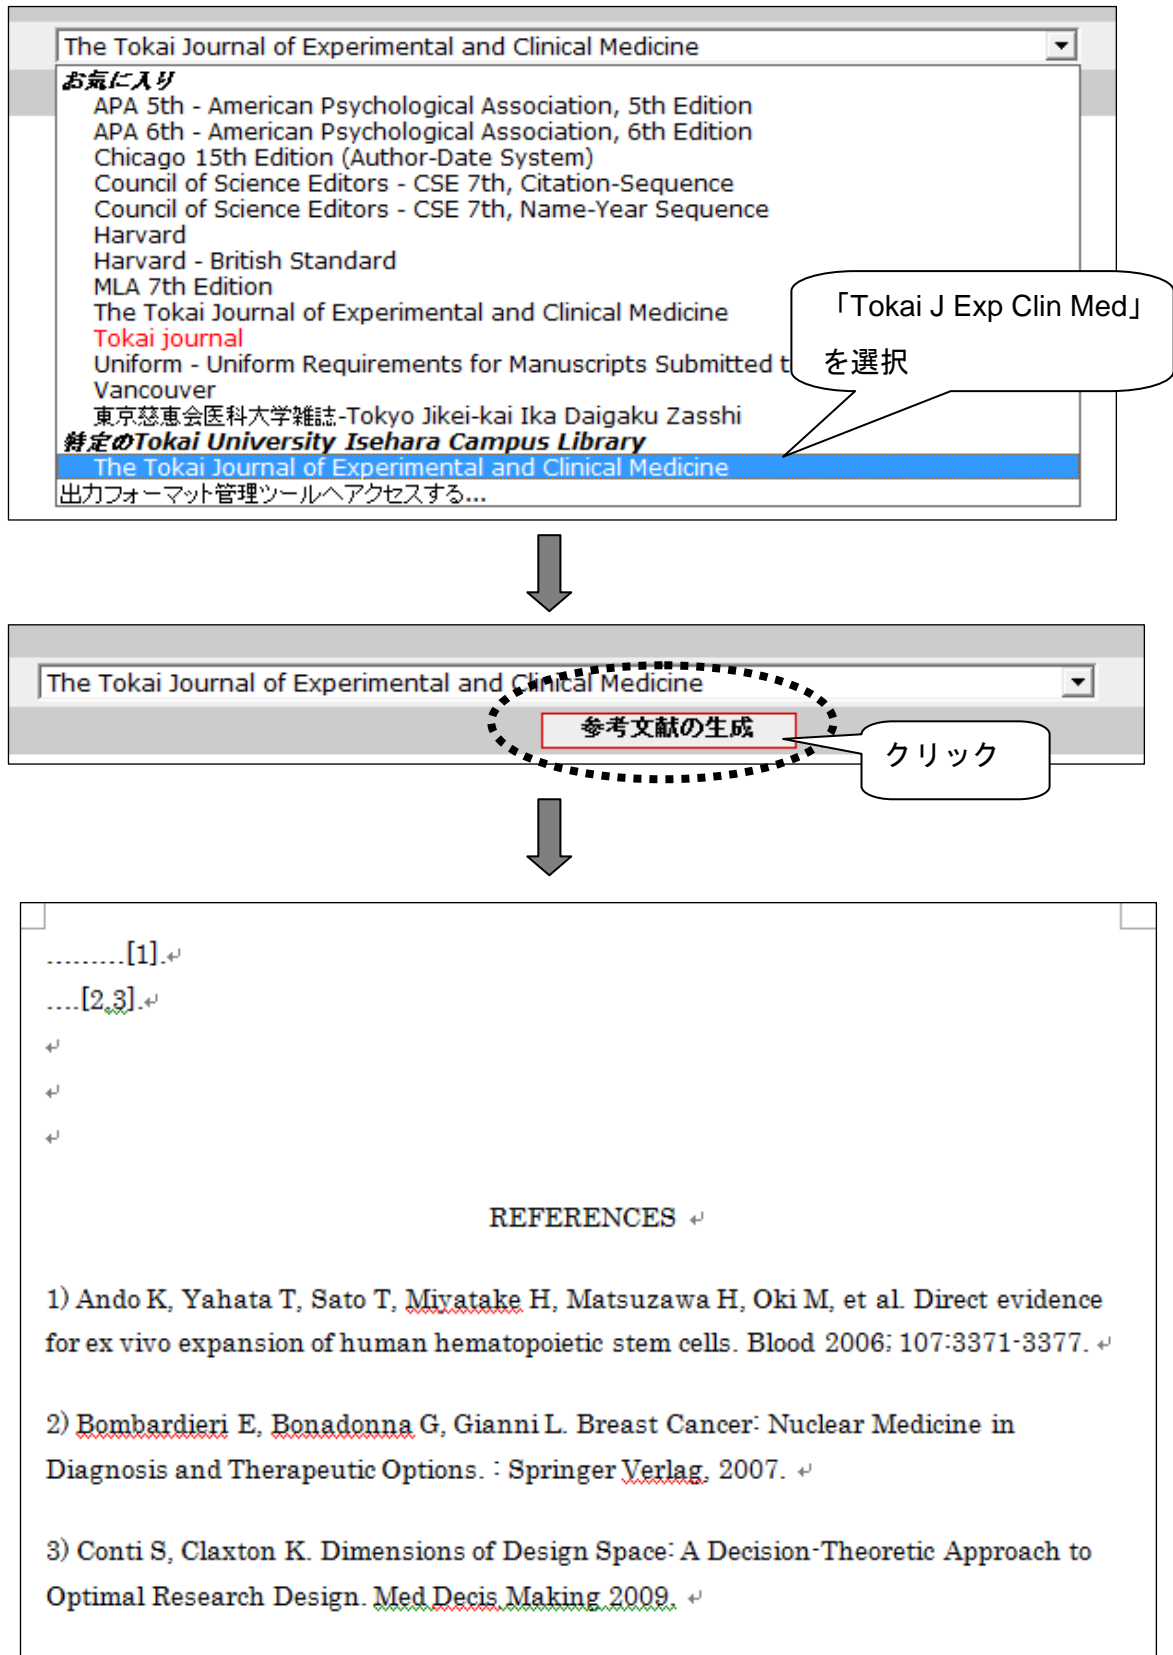 The Tokai Journal of Experimental and Clinical Medicine
お気に入り
APA 5th - American Psychological Association, 5th Edition
APA 6th - American Psychological Association, 6th Edition
Chicago 15th Edition (Author-Date System)
Council of Science Editors - CSE 7th, Citation-Sequence
Council of Science Editors - CSE 7th, Name-Year Sequence
Harvard
Harvard - British Standard
MLA 7th Edition
The Tokai Journal of Experimental and Clinical Medicine
Tokai journal
Uniform - Uniform Requirements for Manuscripts Submitted t
Vancouver
東京慈恵会医科大学雑誌-Tokyo Jikei-kai Ika Daigaku Zasshi
特定のTokai University Isehara Campus Library
The Tokai Journal of Experimental and Clinical Medicine
出力フォーマット管理ツールへアクセスする...
「Tokai J Exp Clin Med」
を選択
The Tokai Journal of Experimental and Clinical Medicine
参考文献の生成
クリック
.........[1].↵
....[2,3].↵
↵
↵
↵
REFERENCES ↵
1) Ando K, Yahata T, Sato T, Miyatake H, Matsuzawa H, Oki M, et al. Direct evidence
for ex vivo expansion of human hematopoietic stem cells. Blood 2006; 107:3371-3377. ↵
2) Bombardieri E, Bonadonna G, Gianni L. Breast Cancer: Nuclear Medicine in
Diagnosis and Therapeutic Options. : Springer Verlag, 2007. ↵
3) Conti S, Claxton K. Dimensions of Design Space: A Decision-Theoretic Approach to
Optimal Research Design. Med Decis Making 2009. ↵